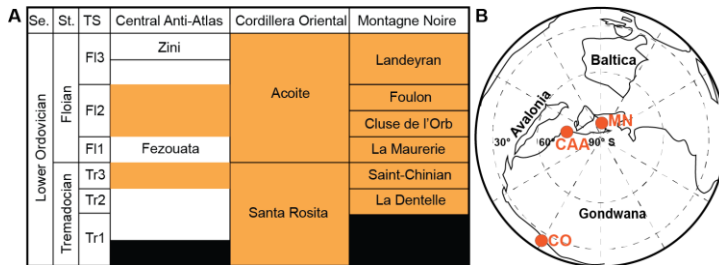 A
Se. St. TS Central Anti-Atlas Cordillera Oriental Montagne Noire
Lower Ordovician
Floian
Tremadocian
Fl3
Fl2
Fl1
Tr3
Tr2
Tr1
Zini
Fezouata
Acoite
Santa Rosita
Landeyran
Foulon
Cluse de l'Orb
La Maurerie
Saint-Chinian
La Dentelle
B
Baltica
Avalonia
MN
30° 60° 90° S
CAA
Gondwana
CO